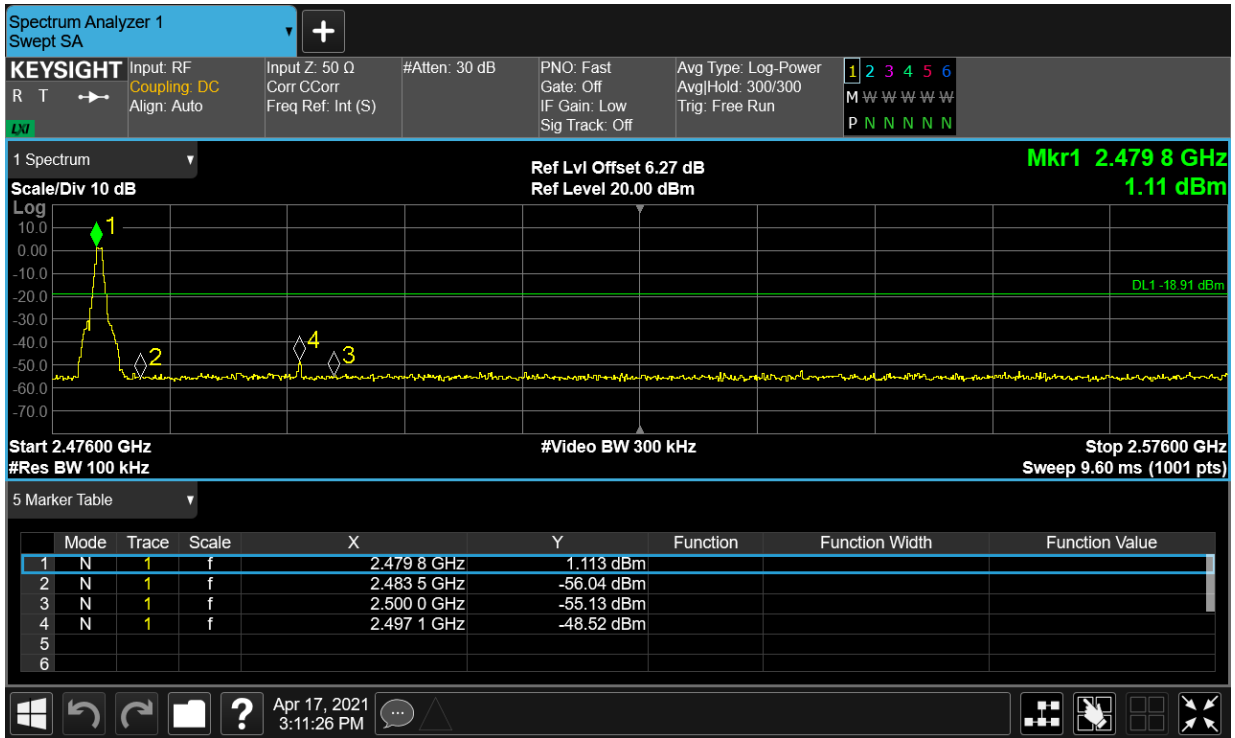 Spectrum Analyzer 1
Swept SA
+
KEYSIGHT
R T
LXI
Input: RF
Coupling: DC
Align: Auto
Input Z: 50 Ω
Corr CCorr
Freq Ref: Int (S)
#Atten: 30 dB
PNO: Fast
Gate: Off
IF Gain: Low
Sig Track: Off
Avg Type: Log-Power
Avg|Hold: 300/300
Trig: Free Run
1 2 3 4 5 6
M W W W W W
P N N N N N
1 Spectrum
Scale/Div 10 dB
Ref Lvl Offset 6.27 dB
Ref Level 20.00 dBm
Mkr1 2.479 8 GHz
1.11 dBm
Log
10.0
0.00
-10.0
-20.0
-30.0
-40.0
-50.0
-60.0
-70.0
1
2
4
3
DL1 -18.91 dBm
Start 2.47600 GHz
#Video BW 300 kHz
Stop 2.57600 GHz
#Res BW 100 kHz
Sweep 9.60 ms (1001 pts)
5 Marker Table
Mode Trace Scale X Y Function Function Width Function Value
1 N 1 f 2.479 8 GHz 1.113 dBm
2 N 1 f 2.483 5 GHz -56.04 dBm
3 N 1 f 2.500 0 GHz -55.13 dBm
4 N 1 f 2.497 1 GHz -48.52 dBm
5
6
?
Apr 17, 2021
3:11:26 PM